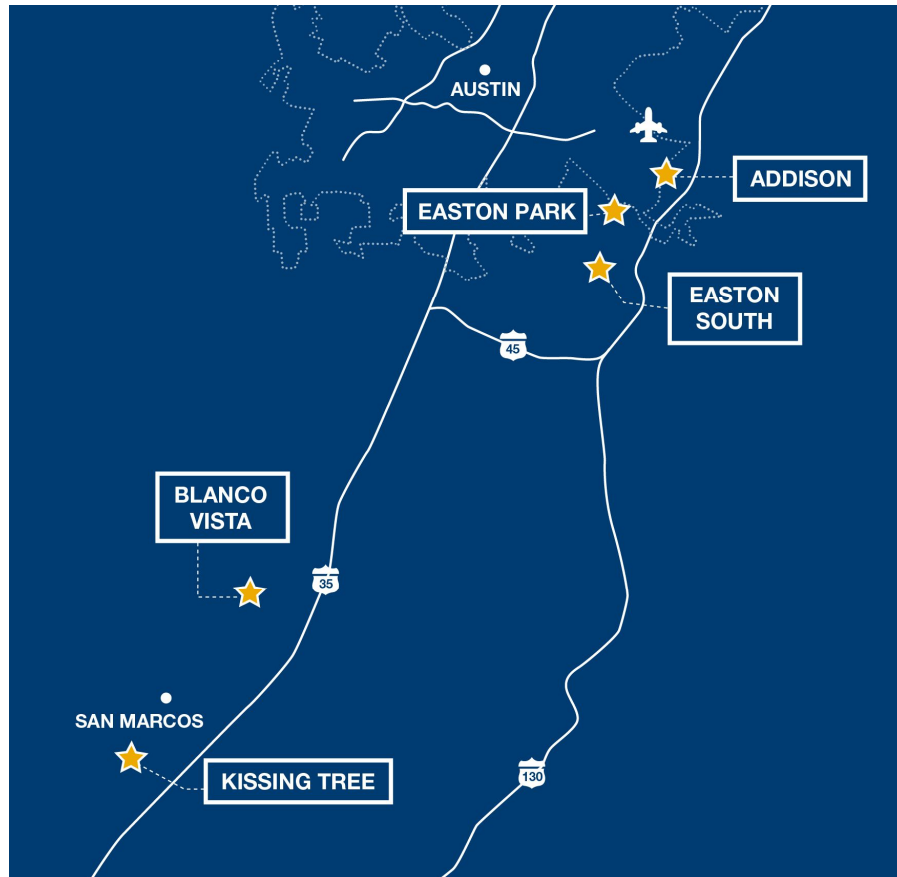 AUSTIN
ADDISON
EASTON PARK
EASTON
SOUTH
45
BLANCO
VISTA
35
SAN MARCOS
KISSING TREE
130